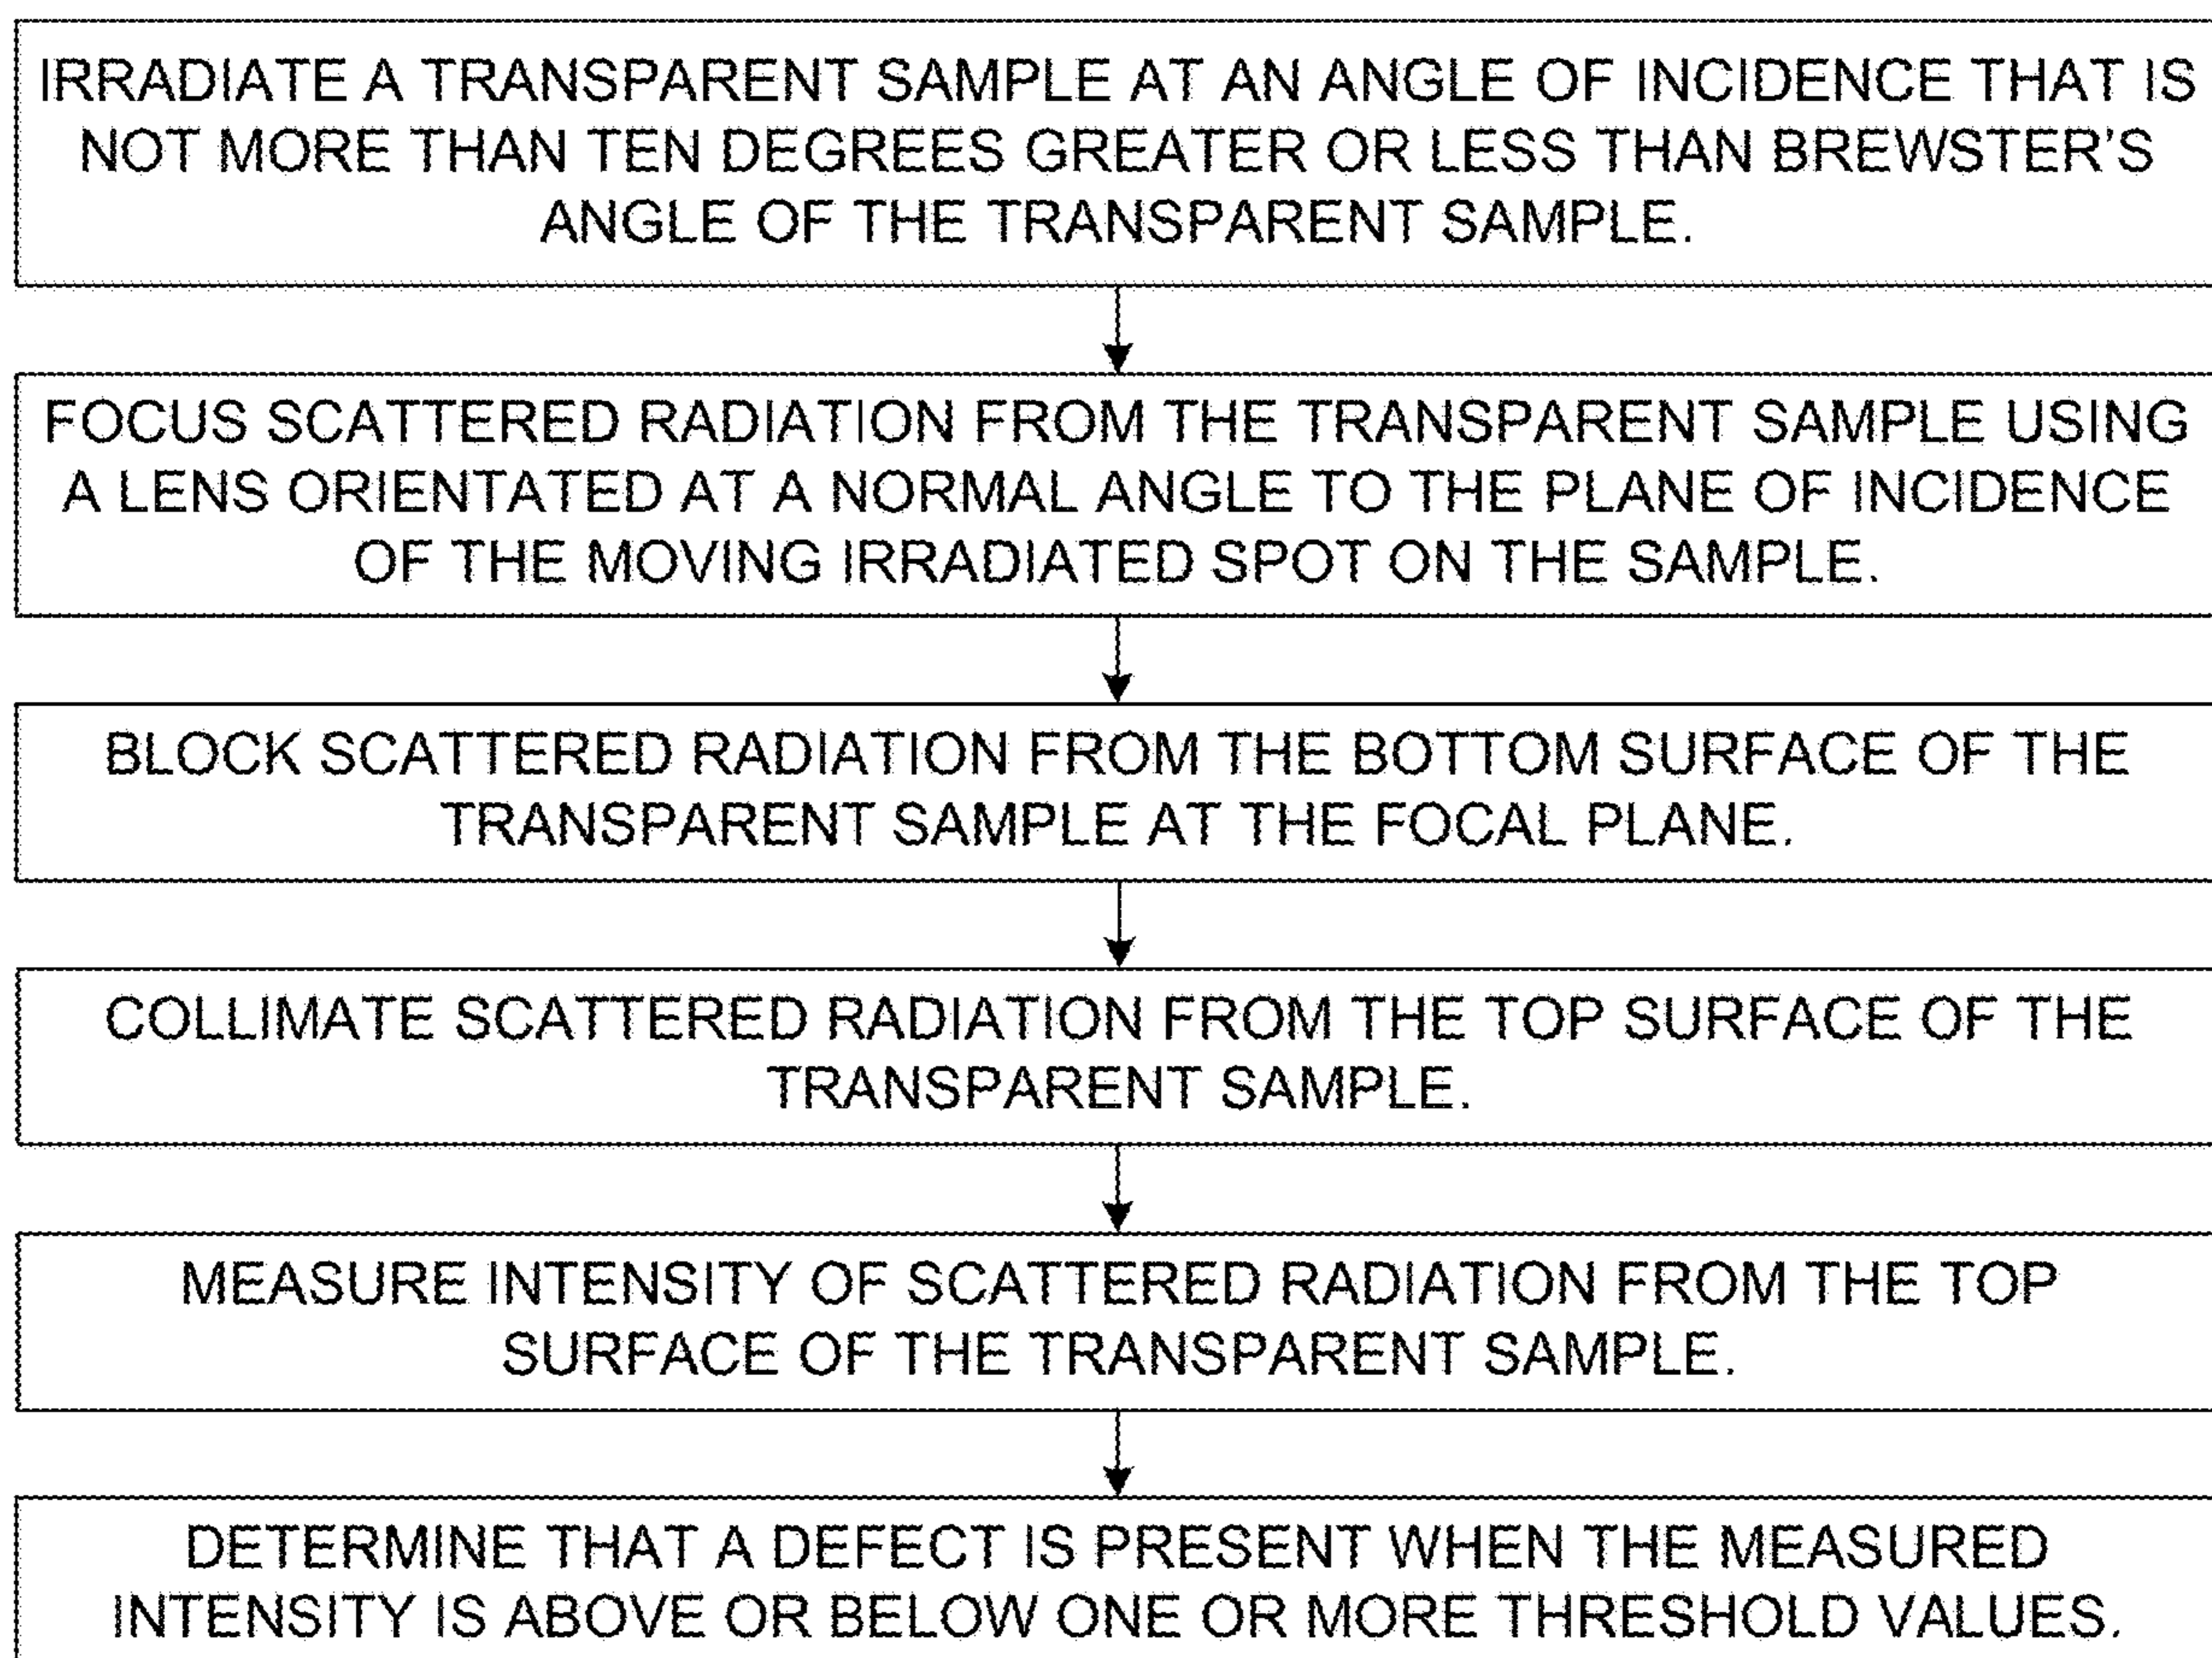 IRRADIATE A TRANSPARENT SAMPLE AT AN ANGLE OF INCIDENCE THAT IS
NOT MORE THAN TEN DEGREES GREATER OR LESS THAN BREWSTER'S
ANGLE OF THE TRANSPARENT SAMPLE.
FOCUS SCATTERED RADIATION FROM THE TRANSPARENT SAMPLE USING
A LENS ORIENTATED AT A NORMAL ANGLE TO THE PLANE OF INCIDENCE
OF THE MOVING IRRADIATED SPOT ON THE SAMPLE.
BLOCK SCATTERED RADIATION FROM THE BOTTOM SURFACE OF THE
TRANSPARENT SAMPLE AT THE FOCAL PLANE.
COLLIMATE SCATTERED RADIATION FROM THE TOP SURFACE OF THE
TRANSPARENT SAMPLE.
MEASURE INTENSITY OF SCATTERED RADIATION FROM THE TOP
SURFACE OF THE TRANSPARENT SAMPLE.
DETERMINE THAT A DEFECT IS PRESENT WHEN THE MEASURED
INTENSITY IS ABOVE OR BELOW ONE OR MORE THRESHOLD VALUES.